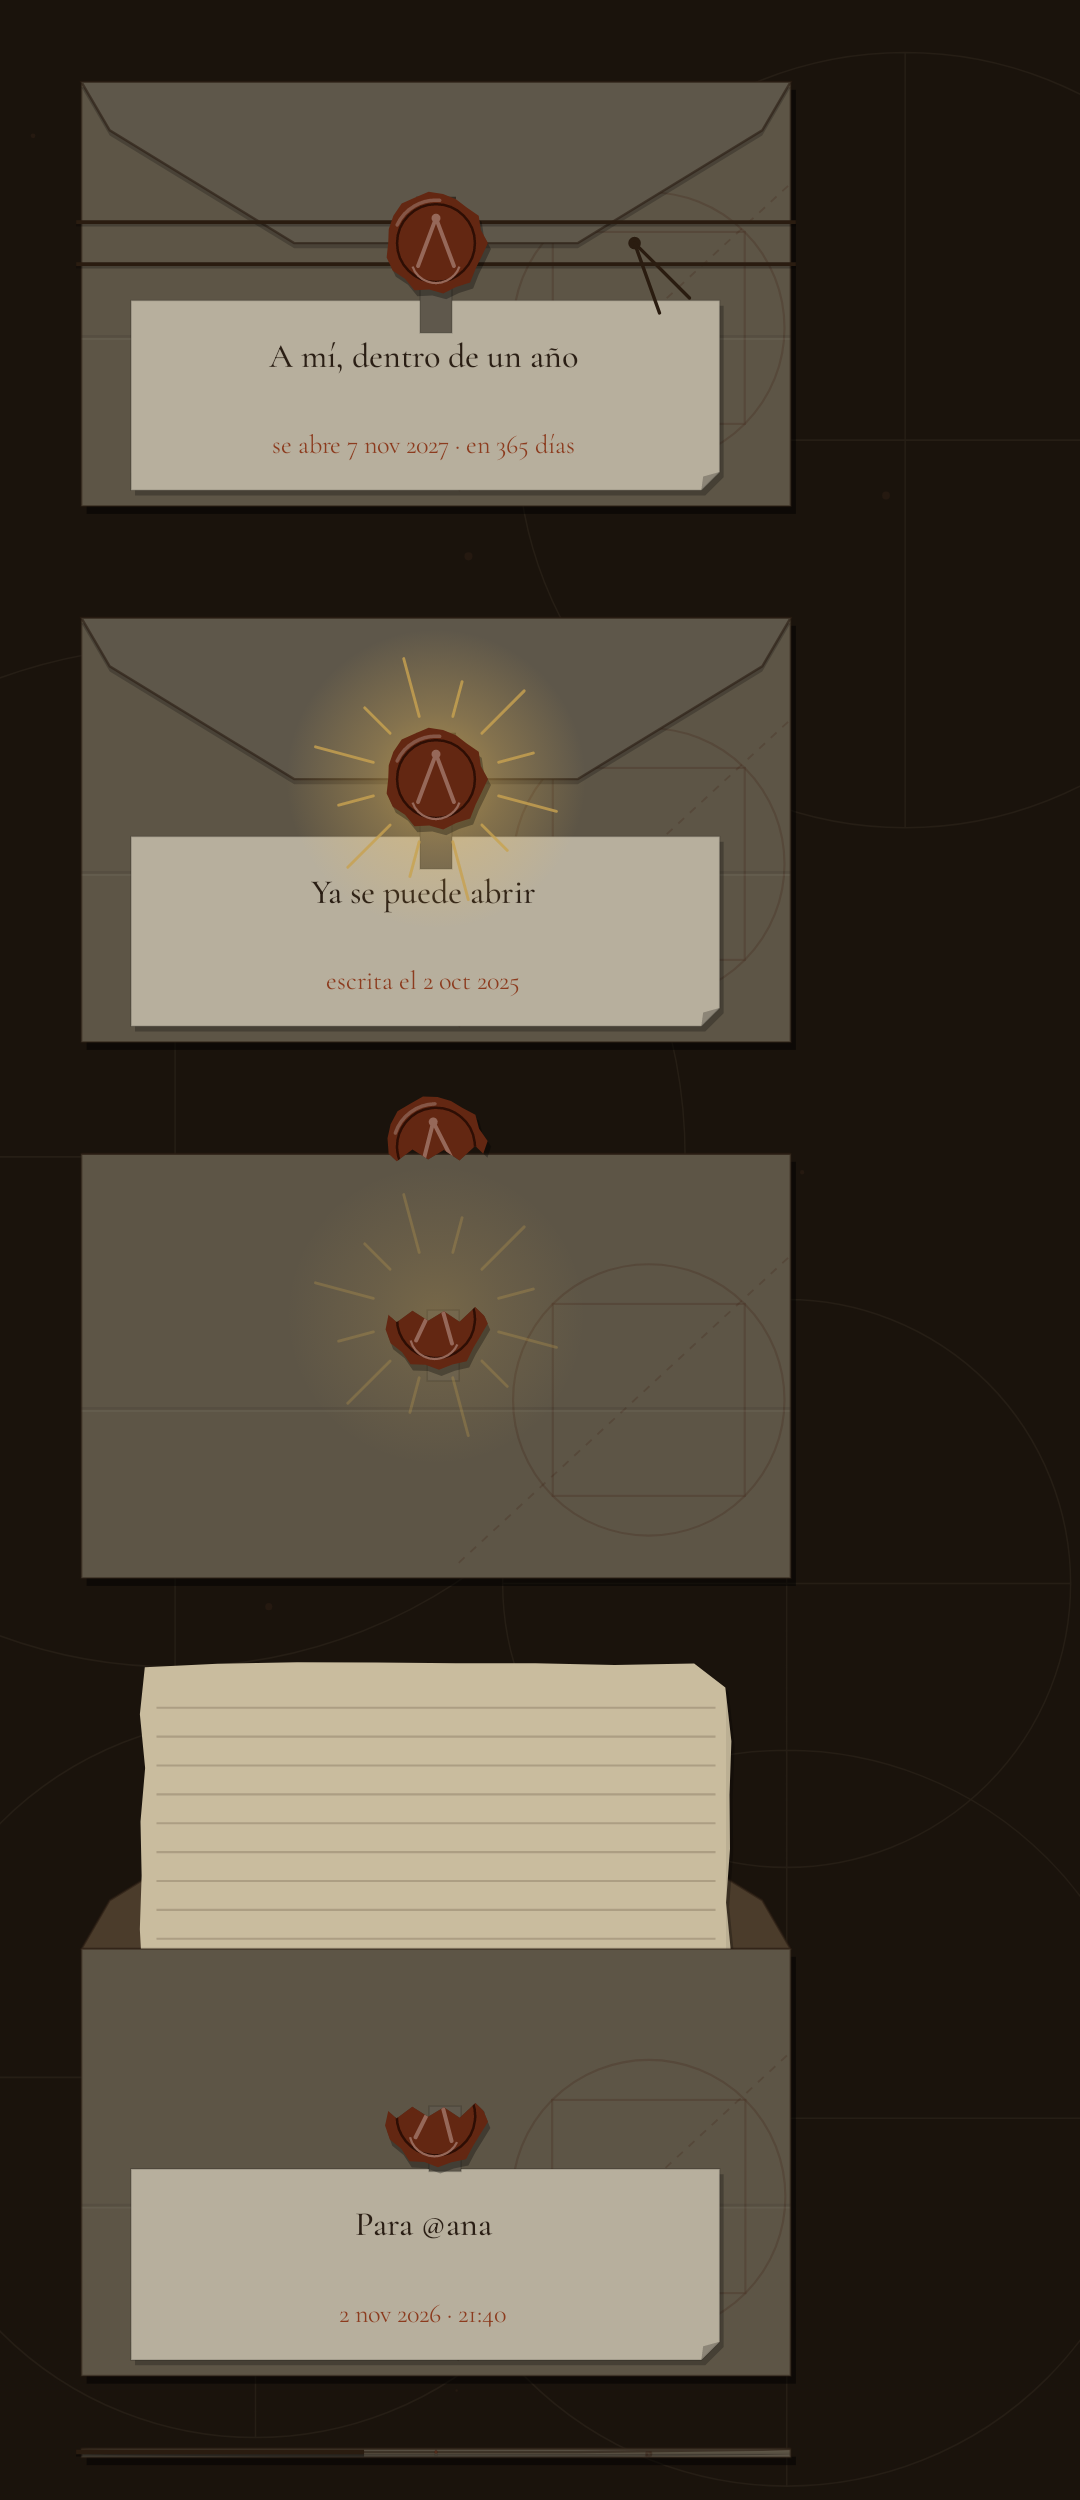 A mí, dentro de un año
se abre 7 nov 2027 · en 365 días
Ya se puede abrir
escrita el 2 oct 2025
Para @ana
2 nov 2026 · 21:40